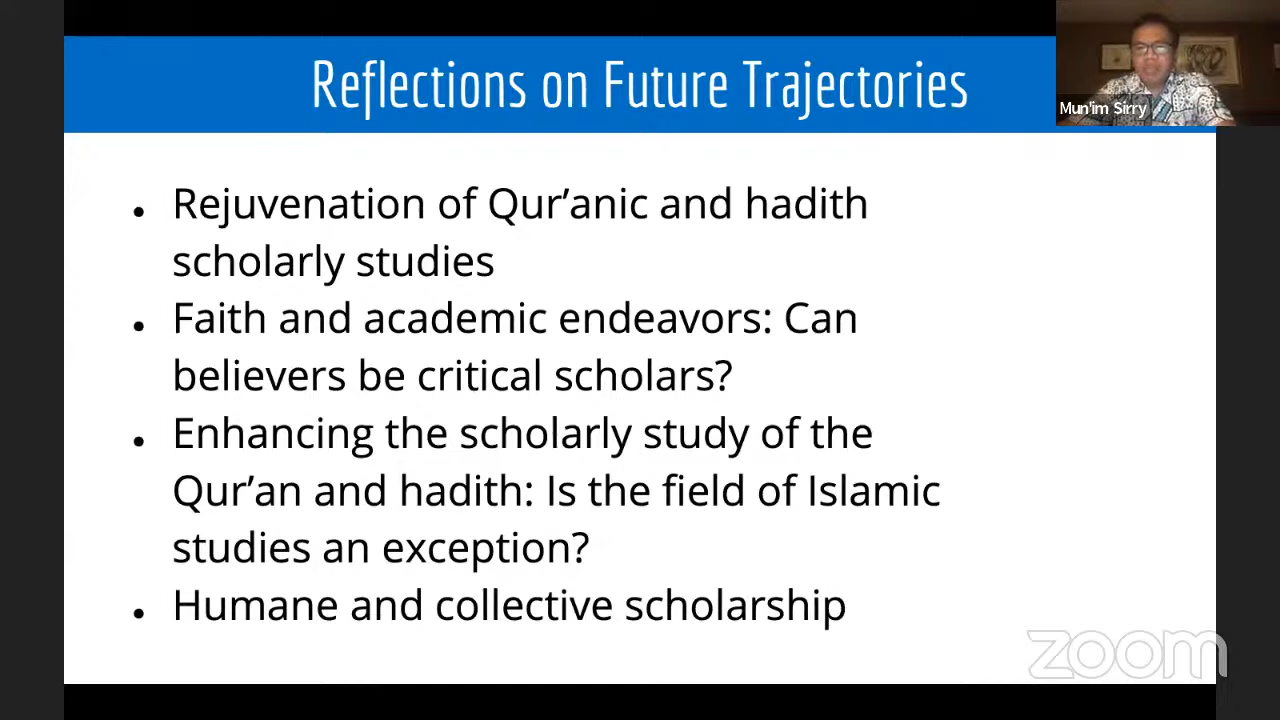 Reflections on Future Trajectories
Mun'im Sirry
• Rejuvenation of Qur’anic and hadith
scholarly studies
• Faith and academic endeavors: Can
believers be critical scholars?
• Enhancing the scholarly study of the
Qur’an and hadith: Is the field of Islamic
studies an exception?
• Humane and collective scholarship
zoom